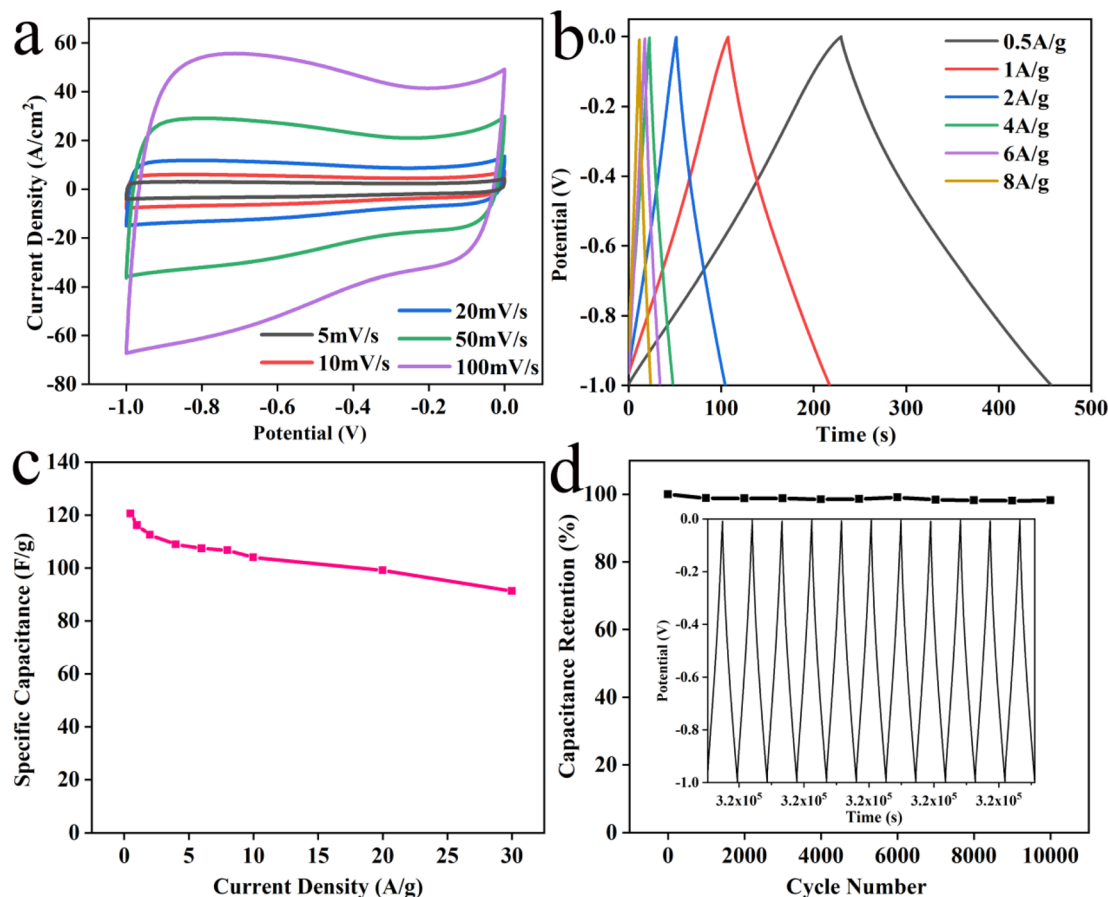 a
60
40
20
0
-20
-40
-60
-80
-1.0
-0.8
-0.6
-0.4
-0.2
0.0
Current Density (A/cm²)
Potential (V)
5mV/s
10mV/s
20mV/s
50mV/s
100mV/s
b
0.0
-0.2
-0.4
-0.6
-0.8
-1.0
0
100
200
300
400
500
Potential (V)
Time (s)
0.5A/g
1A/g
2A/g
4A/g
6A/g
8A/g
c
140
120
100
80
60
40
20
0
0
5
10
15
20
25
30
Specific Capacitance (F/g)
Current Density (A/g)
d
100
80
60
40
20
0
0
2000
4000
6000
8000
10000
Capacitance Retention (%)
Cycle Number
0.0
-0.2
-0.4
-0.6
-0.8
-1.0
3.2x10⁵
3.2x10⁵
3.2x10⁵
3.2x10⁵
3.2x10⁵
Potential (V)
Time (s)